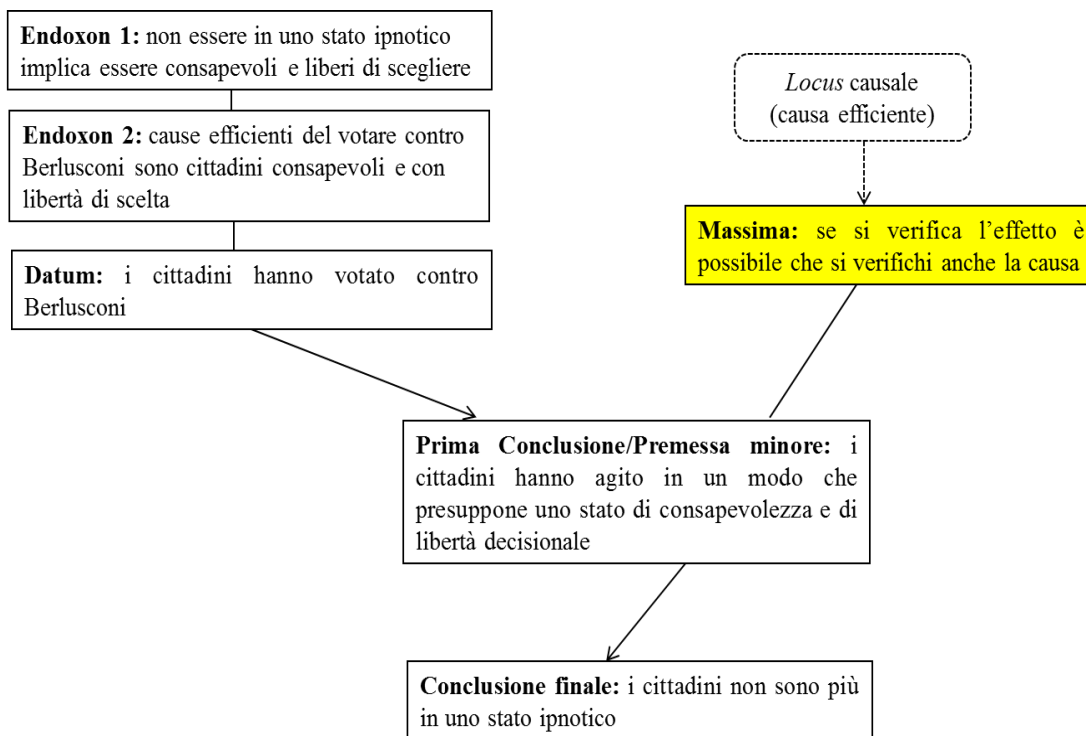 Endoxon 1: non essere in uno stato ipnotico
implica essere consapevoli e liberi di scegliere
Endoxon 2: cause efficienti del votare contro
Berlusconi sono cittadini consapevoli e con
libertà di scelta
Datum: i cittadini hanno votato contro
Berlusconi
Locus causale
(causa efficiente)
Massima: se si verifica l’effetto è
possibile che si verifichi anche la causa
Prima Conclusione/Premessa minore: i
cittadini hanno agito in un modo che
presuppone uno stato di consapevolezza e di
libertà decisionale
Conclusione finale: i cittadini non sono più
in uno stato ipnotico